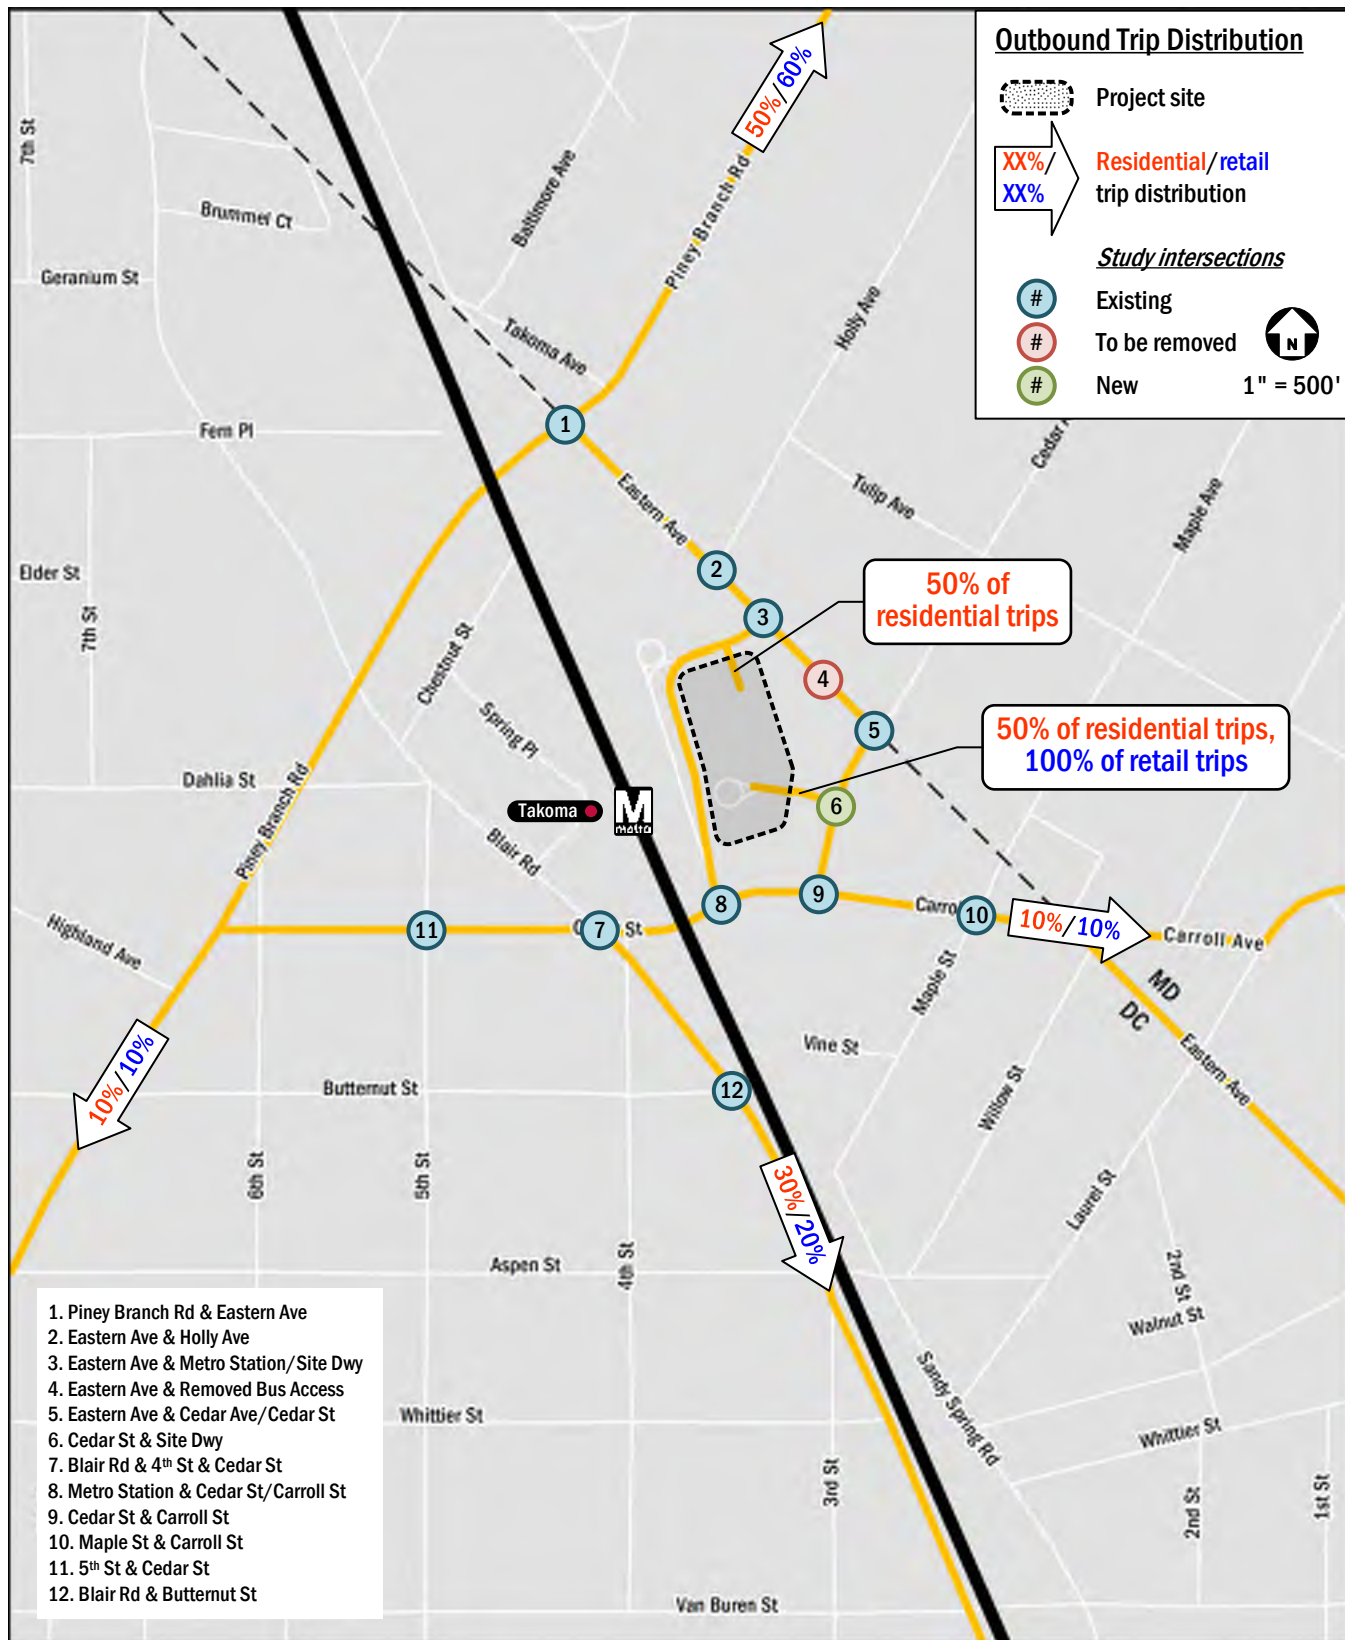 Outbound Trip Distribution
Project site
XX%/
XX%
Residential/retail
trip distribution
Study intersections
# Existing
# To be removed
# New
N
1" = 500'
50%/60%
7th St
Brummel Ct
Geranium St
Baltimore Ave
Piney Branch Rd
Takoma Ave
Holly Ave
Fern Pl
1
Eastern Ave
Tulip Ave
Cedar
Maple Ave
Elder St
7th St
2
3
50% of
residential trips
Chestnut St
4
Spring Pl
5
50% of residential trips,
100% of retail trips
Dahlia St
Piney Branch Rd
Takoma
M
metro
6
Blair Rd
8
9
Carrol
10
10%/10%
Carroll Ave
Highland Ave
11
7
C St
Maple St
MD
DC
Vine St
Eastern Ave
10%/10%
Butternut St
12
Willow St
6th St
5th St
30%/20%
Laurel St
Aspen St
4th St
2nd St
Walnut St
Sandy Spring Rd
Whittier St
Whittier St
3rd St
2nd St
1st St
Van Buren St
1. Piney Branch Rd & Eastern Ave
2. Eastern Ave & Holly Ave
3. Eastern Ave & Metro Station/Site Dwy
4. Eastern Ave & Removed Bus Access
5. Eastern Ave & Cedar Ave/Cedar St
6. Cedar St & Site Dwy
7. Blair Rd & 4th St & Cedar St
8. Metro Station & Cedar St/Carroll St
9. Cedar St & Carroll St
10. Maple St & Carroll St
11. 5th St & Cedar St
12. Blair Rd & Butternut St